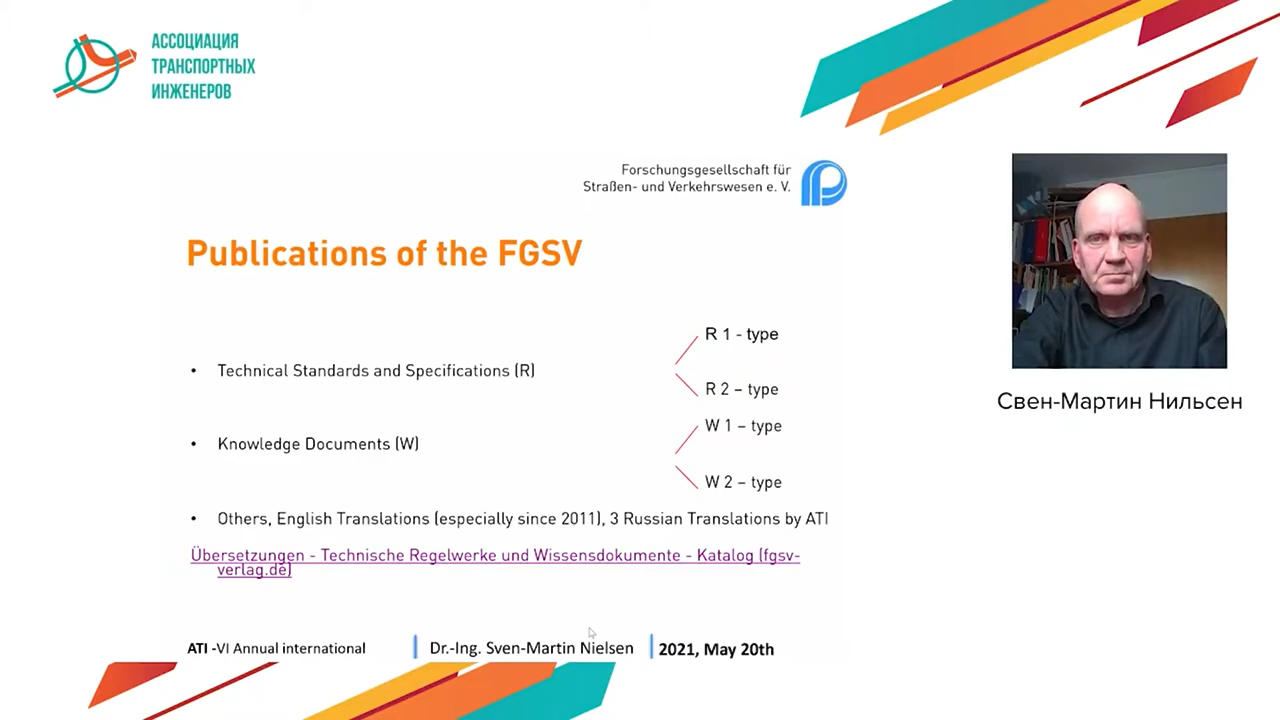 АССОЦИАЦИЯ
ТРАНСПОРТНЫХ
ИНЖЕНЕРОВ
Forschungsgesellschaft für
Straßen- und Verkehrswesen e. V.
Publications of the FGSV
R 1 - type
• Technical Standards and Specifications (R)
R 2 – type
W 1 – type
• Knowledge Documents (W)
W 2 – type
• Others, English Translations (especially since 2011), 3 Russian Translations by ATI
Übersetzungen - Technische Regelwerke und Wissensdokumente - Katalog (fgsv-
verlag.de)
ATI -VI Annual international
Dr.-Ing. Sven-Martin Nielsen
2021, May 20th
Свен-Мартин Нильсен